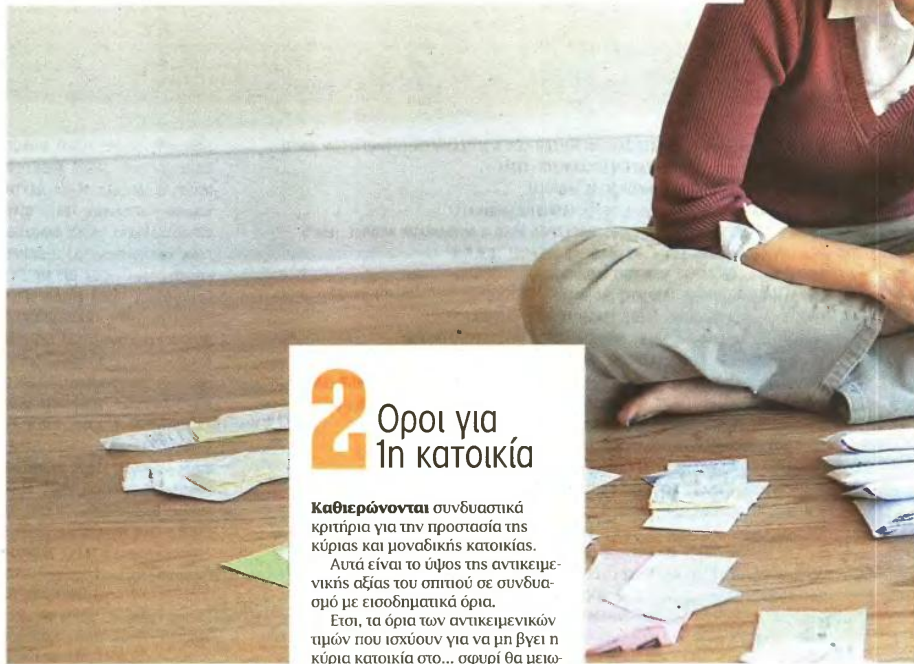 2
Οροι για
1η κατοικία
Καθιερώνονται συνδυαστικά
κριτήρια για την προστασία της
κύριας και μοναδικής κατοικίας.
Αυτά είναι το ύψος της αντικειμε-
νικής αξίας του σπιτιού σε συνδυα-
σμό με εισοδηματικά όρια.
Ετσι, τα όρια των αντικειμενικών
τιμών που ισχύουν για να μη βγει η
κύρια κατοικία στο... σφυρί θα μειω-